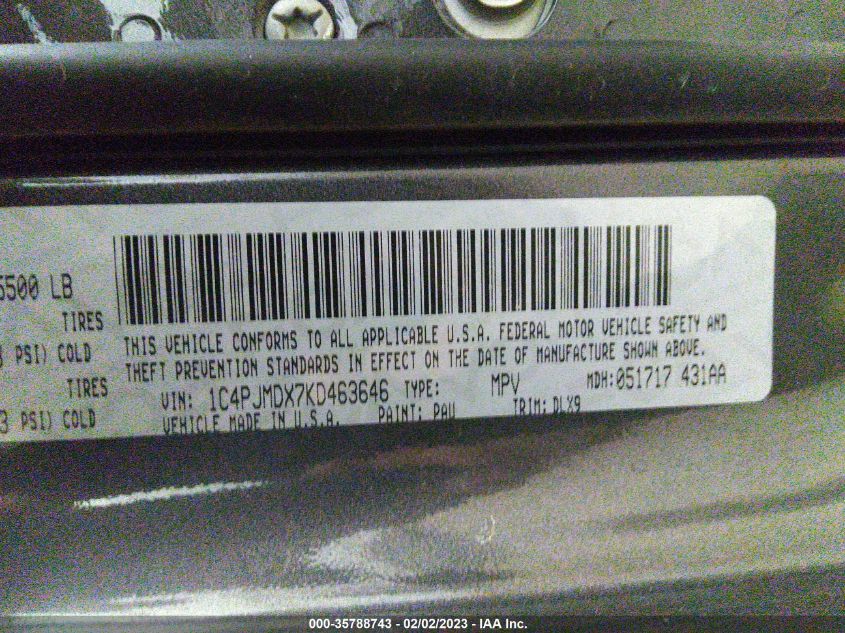 5500 LB
TIRES
PSI) COLD
TIRES
3 PSI) COLD
THIS VEHICLE CONFORMS TO ALL APPLICABLE U.S.A. FEDERAL MOTOR VEHICLE SAFETY AND
THEFT PREVENTION STANDARDS IN EFFECT ON THE DATE OF MANUFACTURE SHOWN ABOVE.
VIN: 1C4PJMDX7KD463646 TYPE: MPV MDH:051717 431AA
VEHICLE MADE IN U.S.A. PAINT: PAU TRIM: DLX9
000-35788743 - 02/02/2023 - IAA Inc.